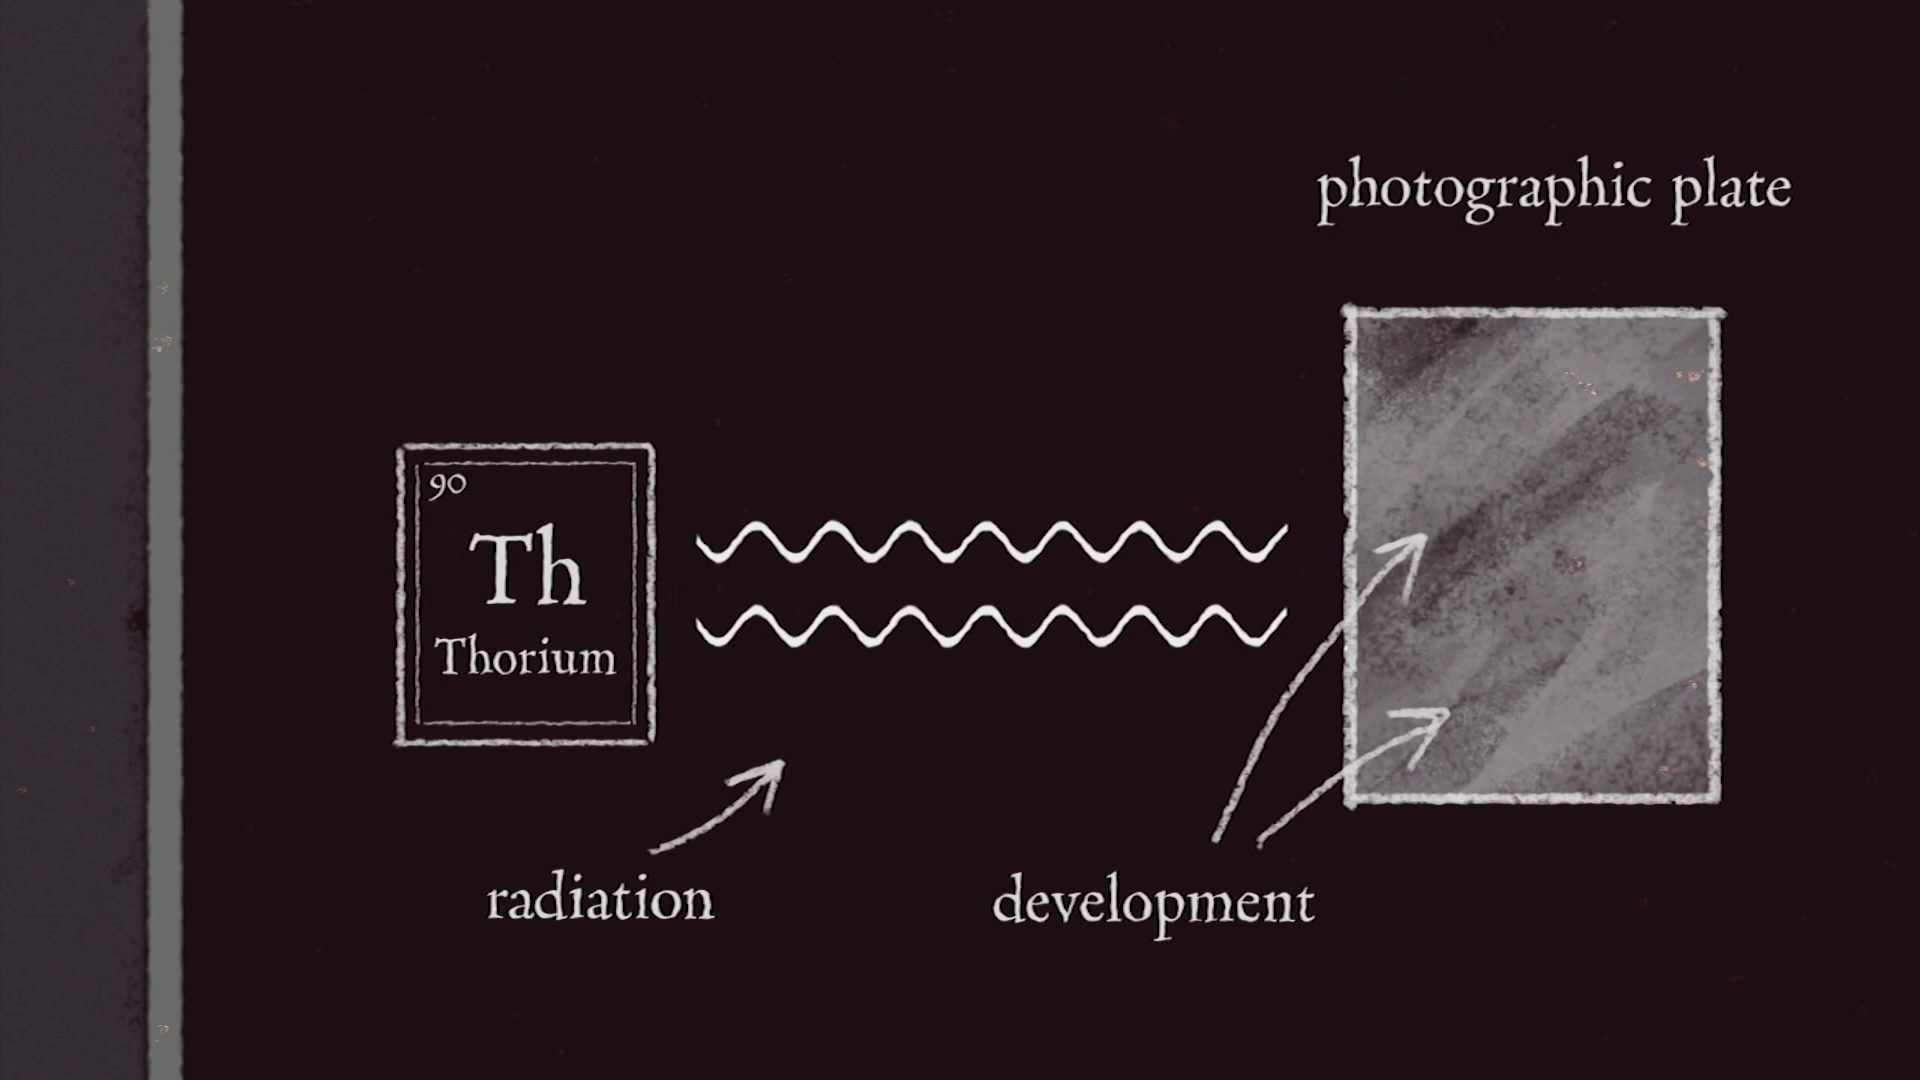 photographic plate
90
Th
Thorium
radiation
development